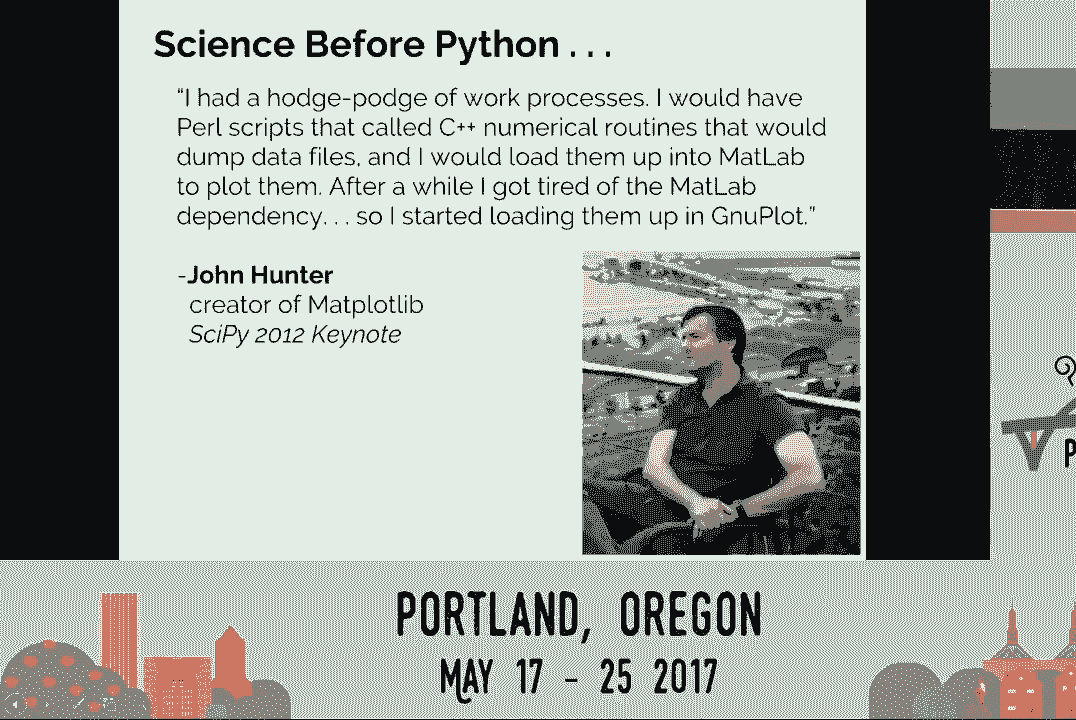 Science Before Python . . .
“I had a hodge-podge of work processes. I would have
Perl scripts that called C++ numerical routines that would
dump data files, and I would load them up into MatLab
to plot them. After a while I got tired of the MatLab
dependency. . . so I started loading them up in GnuPlot.”
-John Hunter
creator of Matplotlib
SciPy 2012 Keynote
PORTLAND, OREGON
MAY 17 - 25 2017